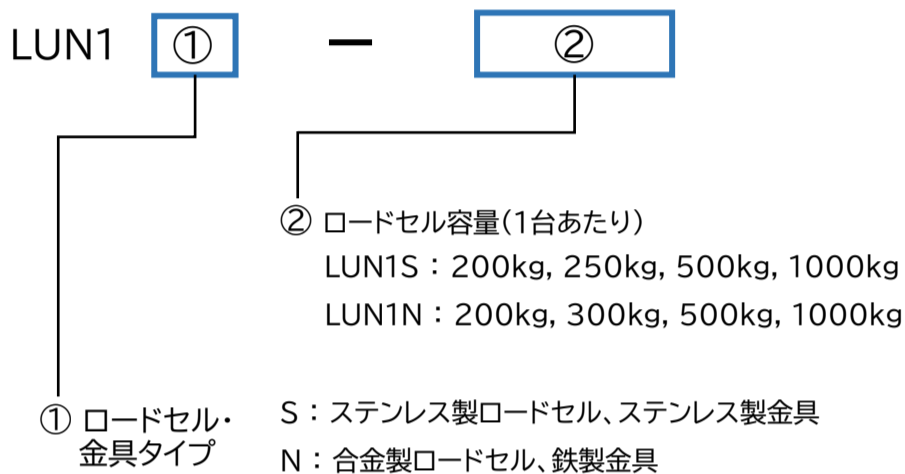 LUN1 ① ー ②
② ロードセル容量(1台あたり)
LUN1S : 200kg, 250kg, 500kg, 1000kg
LUN1N : 200kg, 300kg, 500kg, 1000kg
① ロードセル・
金具タイプ
S : ステンレス製ロードセル、ステンレス製金具
N : 合金製ロードセル、鉄製金具